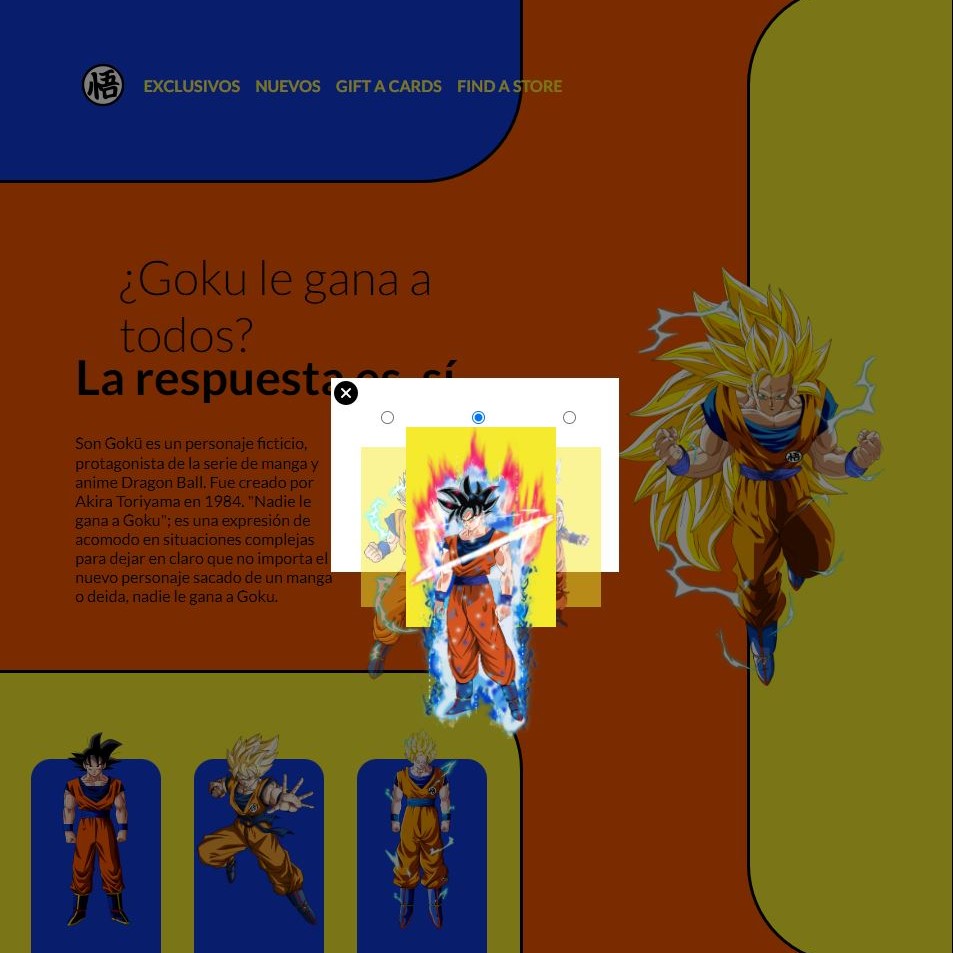 悟
EXCLUSIVOS NUEVOS GIFT A CARDS FIND A STORE
¿Goku le gana a
todos?
La respuesta es, sí
Son Gokū es un personaje ficticio,
protagonista de la serie de manga y
anime Dragon Ball. Fue creado por
Akira Toriyama en 1984. "Nadie le
gana a Goku"; es una expresión de
acomodo en situaciones complejas
para dejar en claro que no importa el
nuevo personaje sacado de un manga
o deida, nadie le gana a Goku.